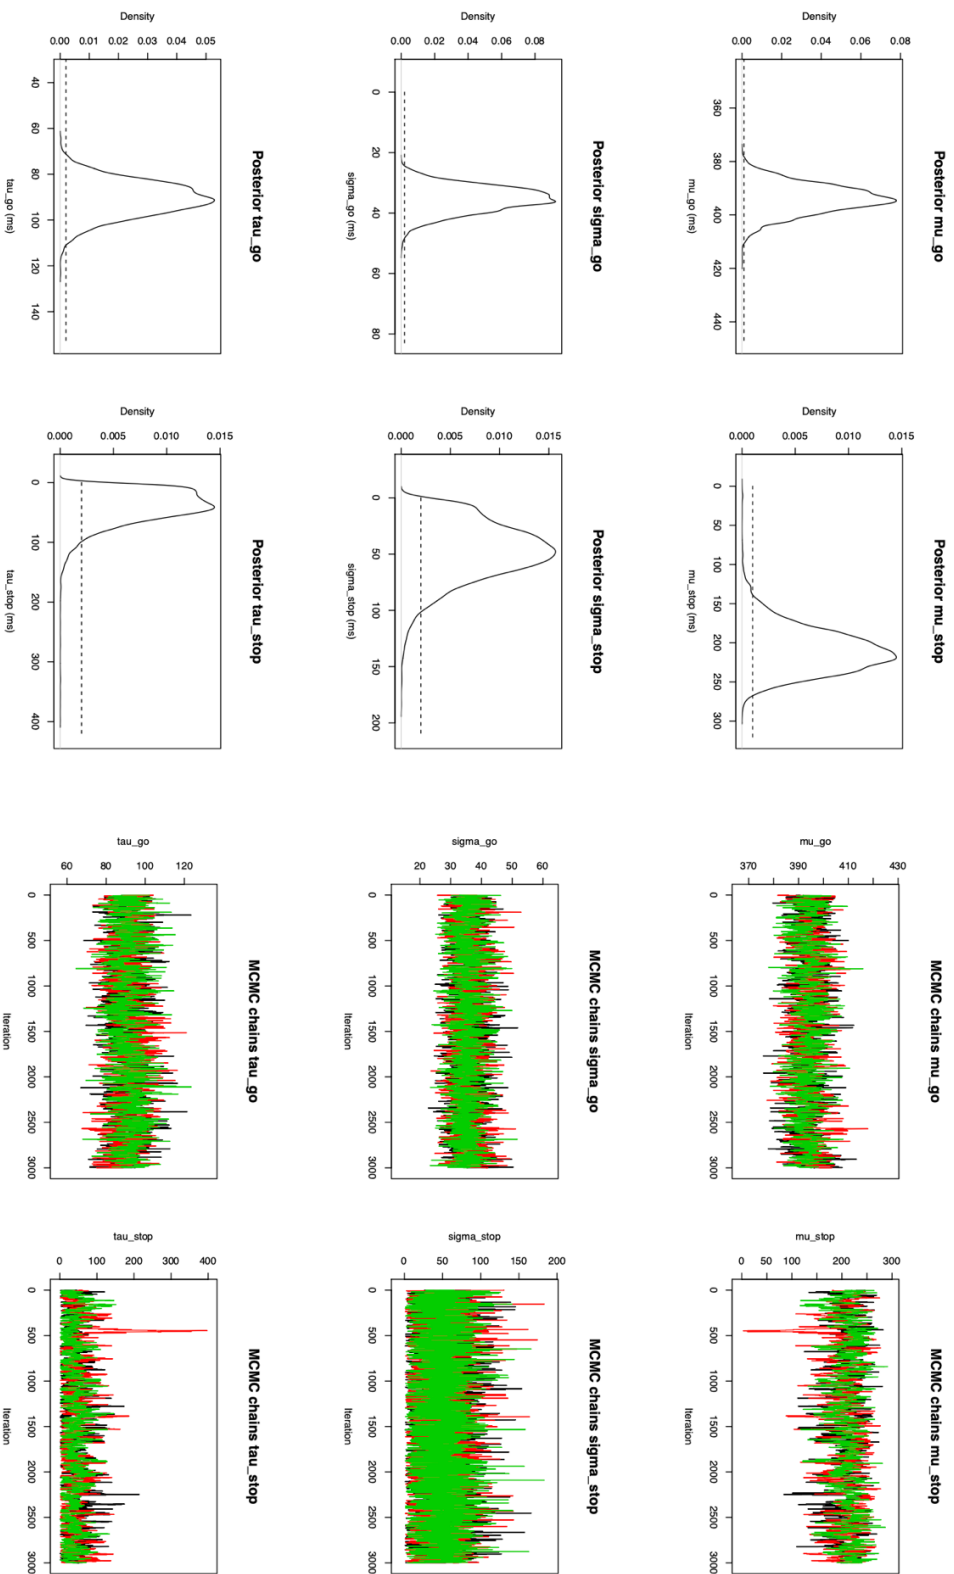 Posterior mu_go
Density
0.00 0.02 0.04 0.06 0.08
360 380 400 420 440
mu_go (ms)
Posterior mu_stop
Density
0.000 0.005 0.010 0.015
0 50 100 150 200 250 300
mu_stop (ms)
MCMC chains mu_go
mu_go
370 390 410 430
0 500 1000 1500 2000 2500 3000
Iteration
MCMC chains mu_stop
mu_stop
0 50 100 200 300
0 500 1000 1500 2000 2500 3000
Iteration
Posterior sigma_go
Density
0.00 0.02 0.04 0.06 0.08
0 20 40 60 80
sigma_go (ms)
Posterior sigma_stop
Density
0.000 0.005 0.010 0.015
0 50 100 150 200
sigma_stop (ms)
MCMC chains sigma_go
sigma_go
20 30 40 50 60
0 500 1000 1500 2000 2500 3000
Iteration
MCMC chains sigma_stop
sigma_stop
0 50 100 150 200
0 500 1000 1500 2000 2500 3000
Iteration
Posterior tau_go
Density
0.00 0.01 0.02 0.03 0.04 0.05
40 60 80 100 120 140
tau_go (ms)
Posterior tau_stop
Density
0.000 0.005 0.010 0.015
0 100 200 300 400
tau_stop (ms)
MCMC chains tau_go
tau_go
60 80 100 120
0 500 1000 1500 2000 2500 3000
Iteration
MCMC chains tau_stop
tau_stop
0 100 200 300 400
0 500 1000 1500 2000 2500 3000
Iteration